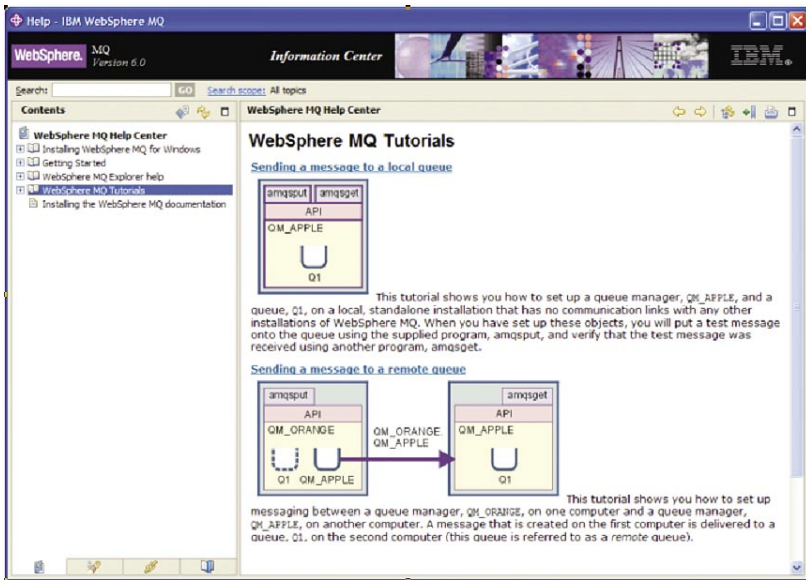 Help - IBM WebSphere MQ
WebSphere. MQ
Version 6.0
Information Center
IBM
Search:
GO
Search scope: All topics
Contents
WebSphere MQ Help Center
Installing WebSphere MQ for Windows
Getting Started
WebSphere MQ Explorer help
WebSphere MQ Tutorials
Installing the WebSphere MQ documentation
WebSphere MQ Help Center
WebSphere MQ Tutorials
Sending a message to a local queue
amqsput amqsget
API
QM_APPLE
Q1
This tutorial shows you how to set up a queue manager, QM_APPLE, and a
queue, Q1, on a local, standalone installation that has no communication links with any other
installations of WebSphere MQ. When you have set up these objects, you will put a test message
onto the queue using the supplied program, amqsput, and verify that the test message was
received using another program, amqsget.
Sending a message to a remote queue
amqsput
API
QM_ORANGE
Q1 QM_APPLE
QM_ORANGE.
QM_APPLE
amqsget
API
QM_APPLE
Q1
This tutorial shows you how to set up
messaging between a queue manager, QM_ORANGE, on one computer and a queue manager,
QM_APPLE, on another computer. A message that is created on the first computer is delivered to a
queue, Q1, on the second computer (this queue is referred to as a remote queue).